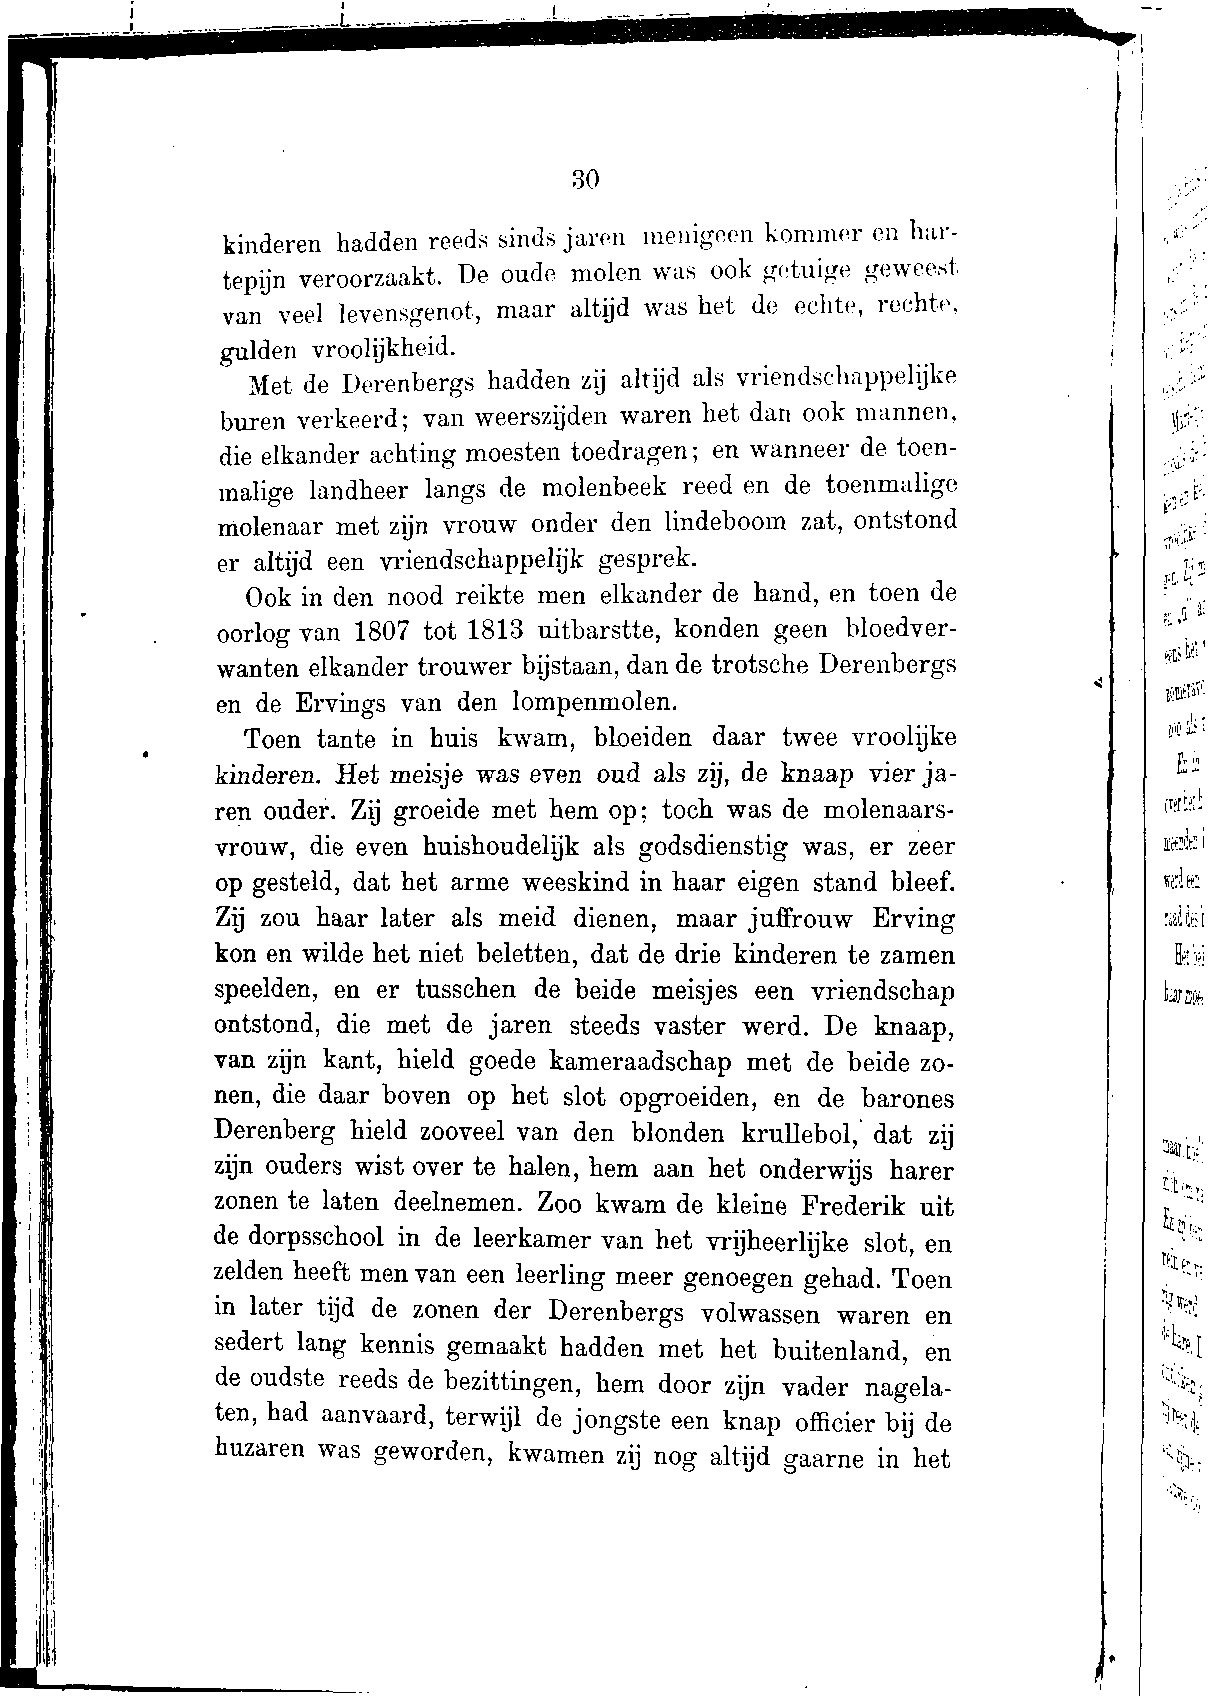 30
kinderen hadden reeds sinds jaren menigeen kommer en har-
tepijn veroorzaakt. De oude molen was ook getuige geweest
van veel levensgenot, maar altijd was het de echte, rechte,
gulden vroolijkheid.
Met de Derenbergs hadden zij altijd als vriendschappelijke
buren verkeerd; van weerszijden waren het dan ook mannen,
die elkander achting moesten toedragen; en wanneer de toen-
malige landheer langs de molenbeek reed en de toenmalige
molenaar met zijn vrouw onder den lindeboom zat, ontstond
er altijd een vriendschappelijk gesprek.
Ook in den nood reikte men elkander de hand, en toen de
oorlog van 1807 tot 1813 uitbarstte, konden geen bloedver-
wanten elkander trouwer bijstaan, dan de trotsche Derenbergs
en de Ervings van den lompenmolen.
Toen tante in huis kwam, bloeiden daar twee vroolijke
kinderen. Het meisje was even oud als zij, de knaap vier ja-
ren ouder. Zij groeide met hem op; toch was de molenaars-
vrouw, die even huishoudelijk als godsdienstig was, er zeer
op gesteld, dat het arme weeskind in haar eigen stand bleef.
Zij zou haar later als meid dienen, maar juffrouw Erving
kon en wilde het niet beletten, dat de drie kinderen te zamen
speelden, en er tusschen de beide meisjes een vriendschap
ontstond, die met de jaren steeds vaster werd. De knaap,
van zijn kant, hield goede kameraadschap met de beide zo-
nen, die daar boven op het slot opgroeiden, en de barones
Derenberg hield zooveel van den blonden krullebol, dat zij
zijn ouders wist over te halen, hem aan het onderwijs harer
zonen te laten deelnemen. Zoo kwam de kleine Frederik uit
de dorpsschool in de leerkamer van het vrijheerlijke slot, en
zelden heeft men van een leerling meer genoegen gehad. Toen
in later tijd de zonen der Derenbergs volwassen waren en
sedert lang kennis gemaakt hadden met het buitenland, en
de oudste reeds de bezittingen, hem door zijn vader nagela-
ten, had aanvaard, terwijl de jongste een knap officier bij de
huzaren was geworden, kwamen zij nog altijd gaarne in het